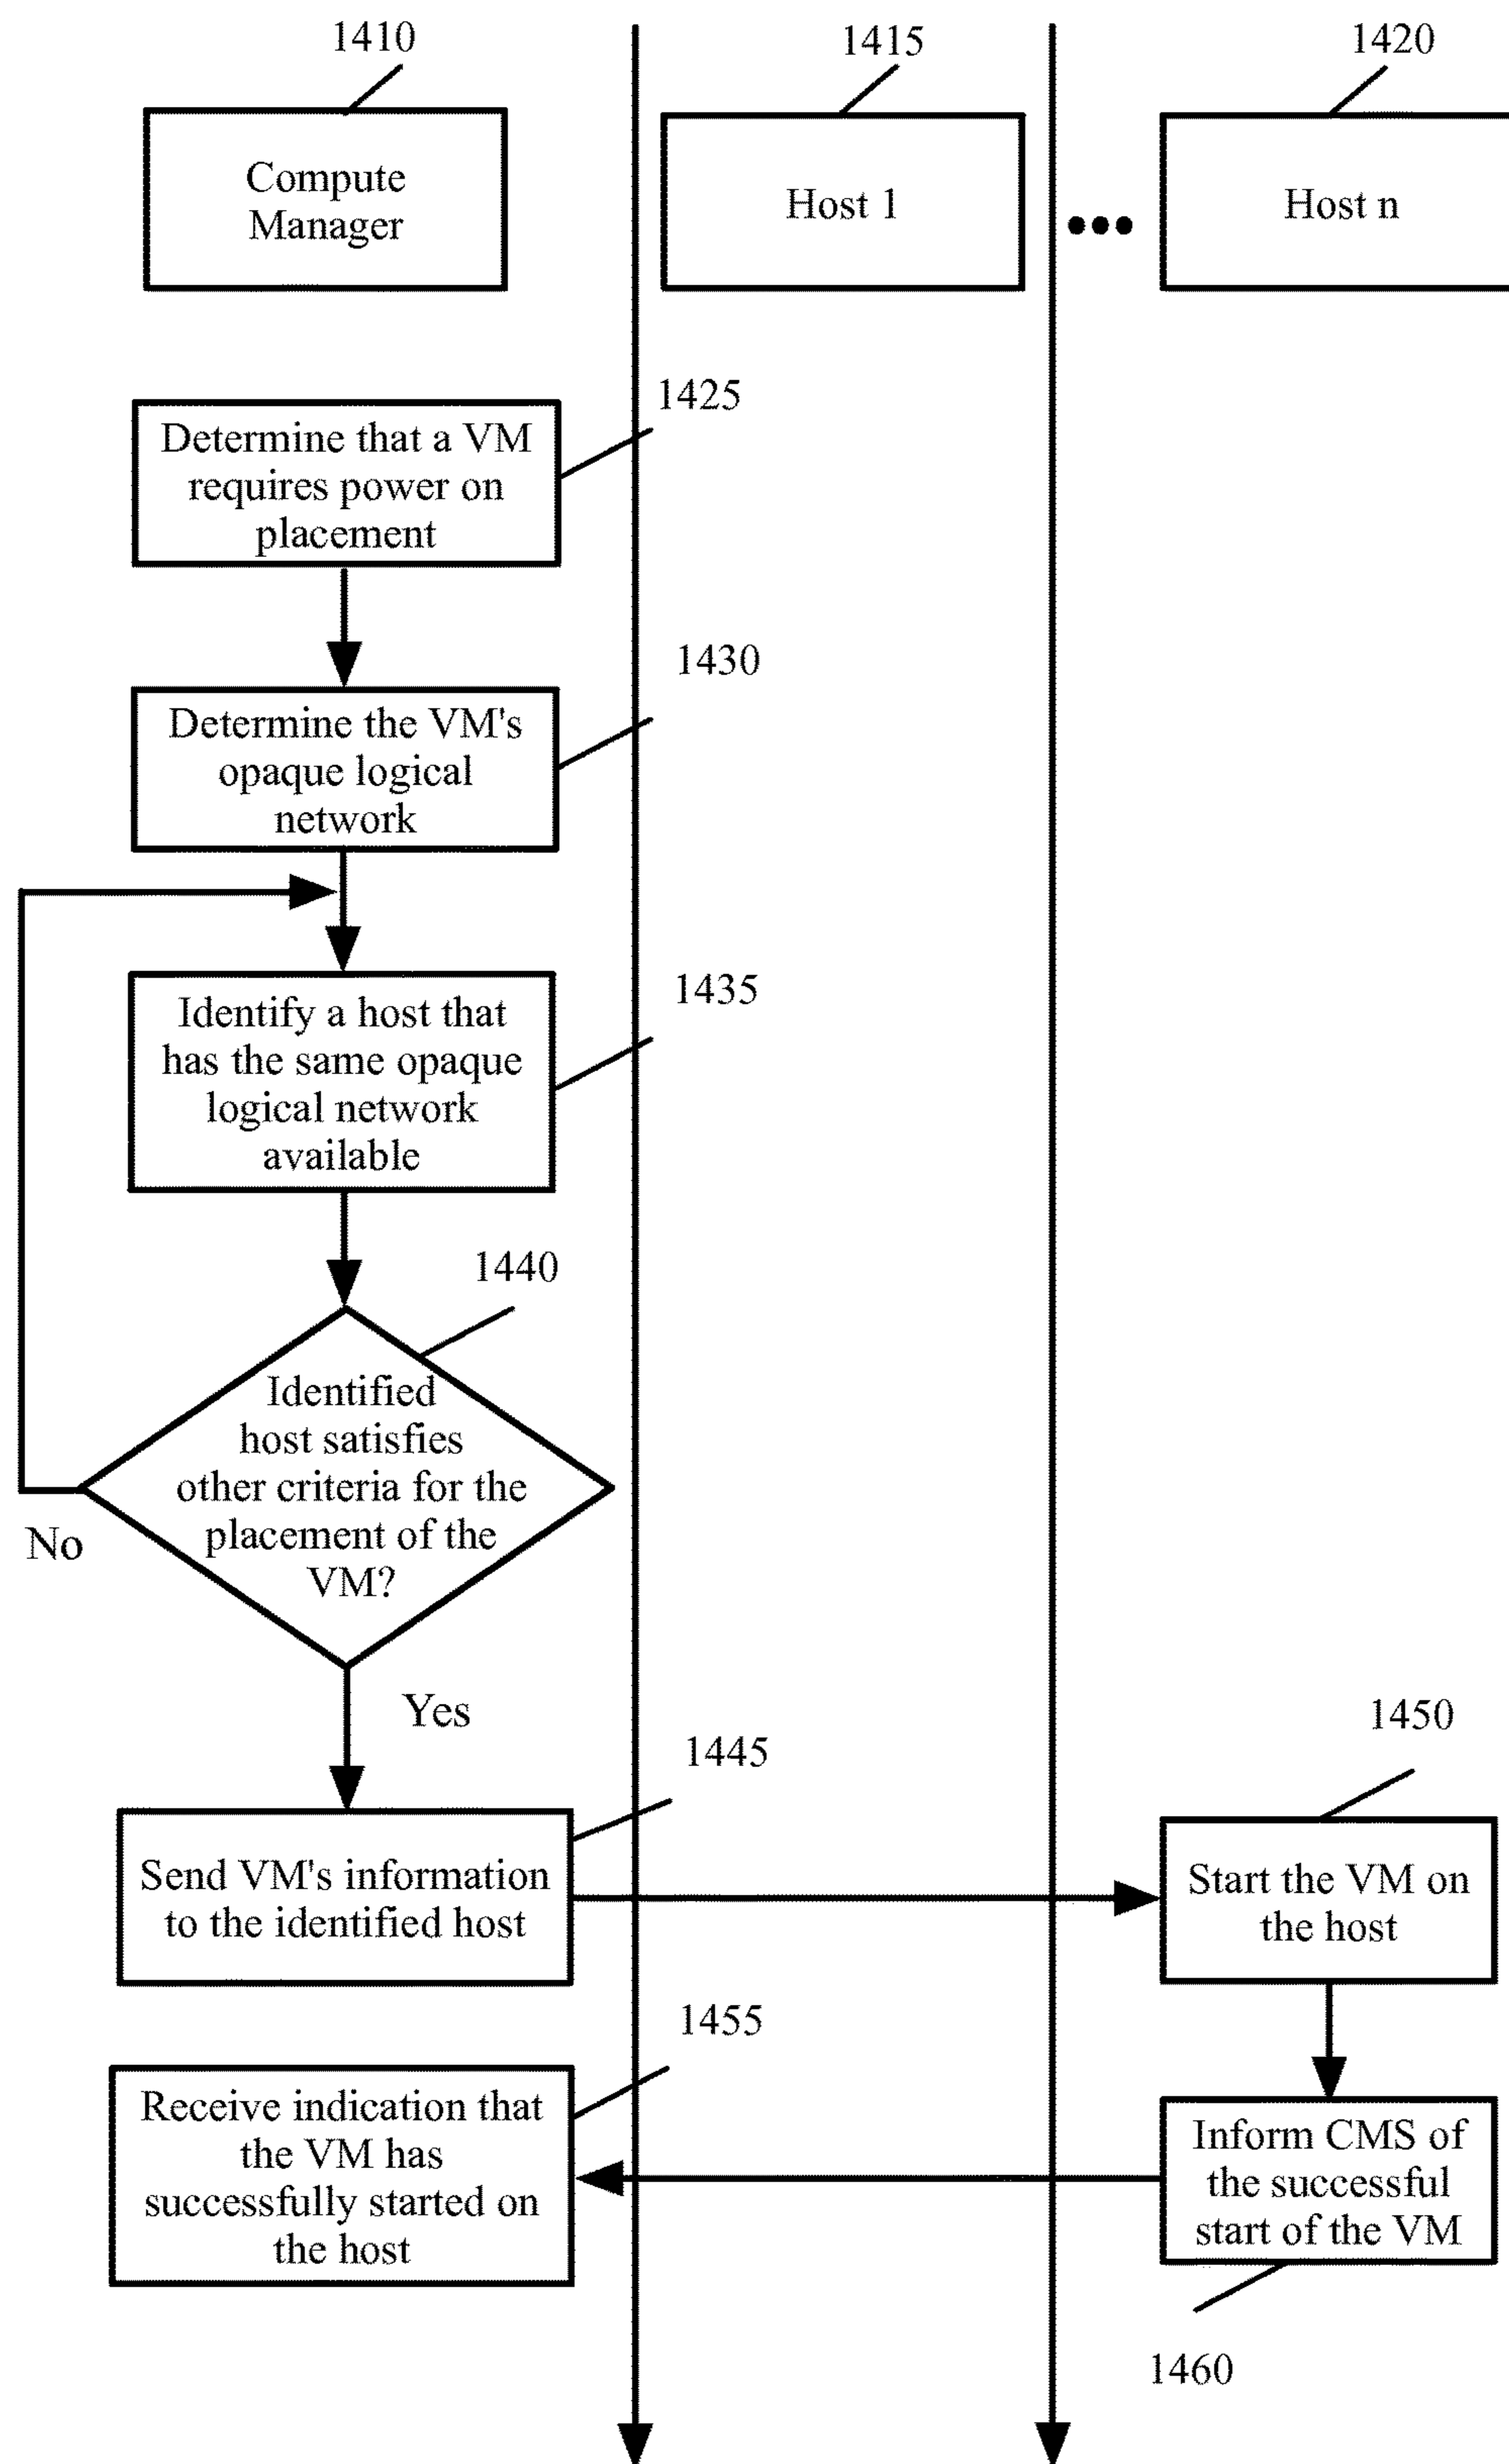 1410
1415
1420
Compute
Manager
Host 1
Host n
1425
Determine that a VM
requires power on
placement
1430
Determine the VM's
opaque logical
network
1435
Identify a host that
has the same opaque
logical network
available
1440
Identified
host satisfies
other criteria for the
placement of the
VM?
No
Yes
1445
Send VM's information
to the identified host
1450
Start the VM on
the host
1455
Receive indication that
the VM has
successfully started on
the host
Inform CMS of
the successful
start of the VM
1460